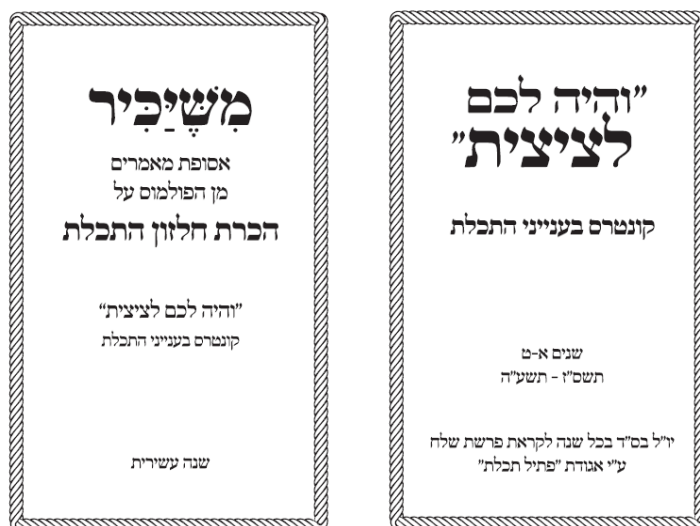 "והיה לכם
לציצית"
קונטרס בענייני התכלת
שנים א-ט
תשס"ז - תשע"ה
יו"ל בס"ד בכל שנה לקראת פרשת שלח
ע"י אגודת "פתיל תכלת"
מִשֶּׁיַּכִּיר
אסופת מאמרים
מן הפולמוס על
הכרת חלזון התכלת
"והיה לכם לציצית"
קונטרס בענייני התכלת
שנה עשירית